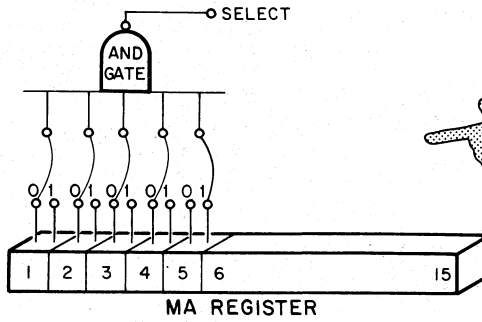 SELECT
AND
GATE
0 1 0 1 0 1 0 1 0 1
1 2 3 4 5 6 15
MA REGISTER